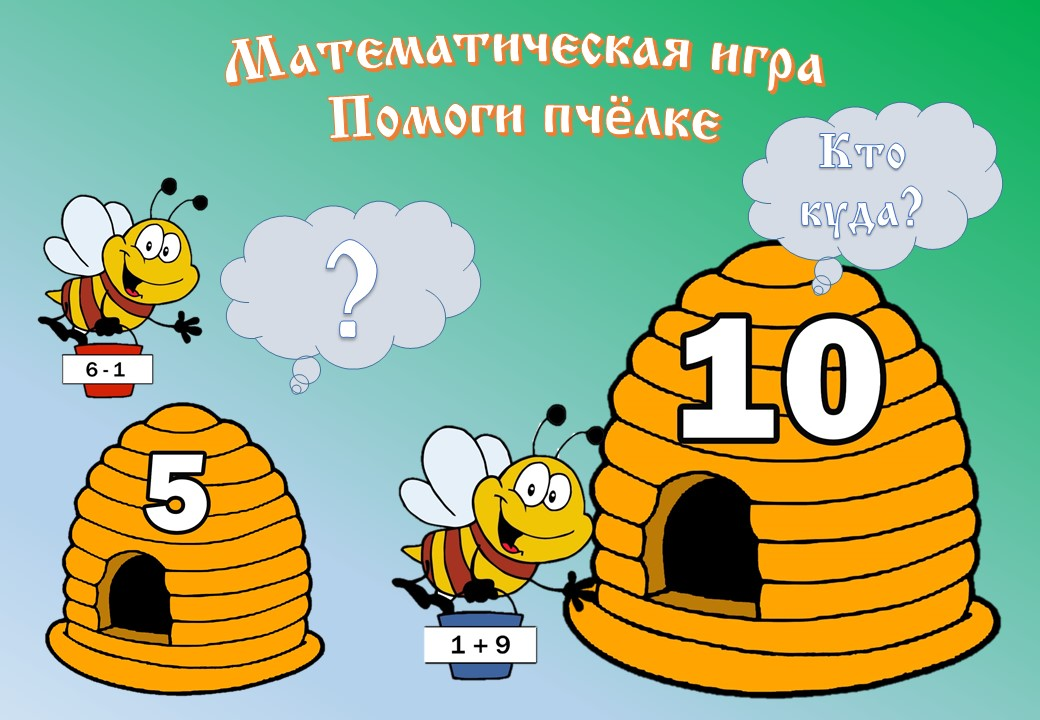 Математическая игра
Помоги пчёлке
Кто
куда?
?
6 - 1
5
10
1 + 9